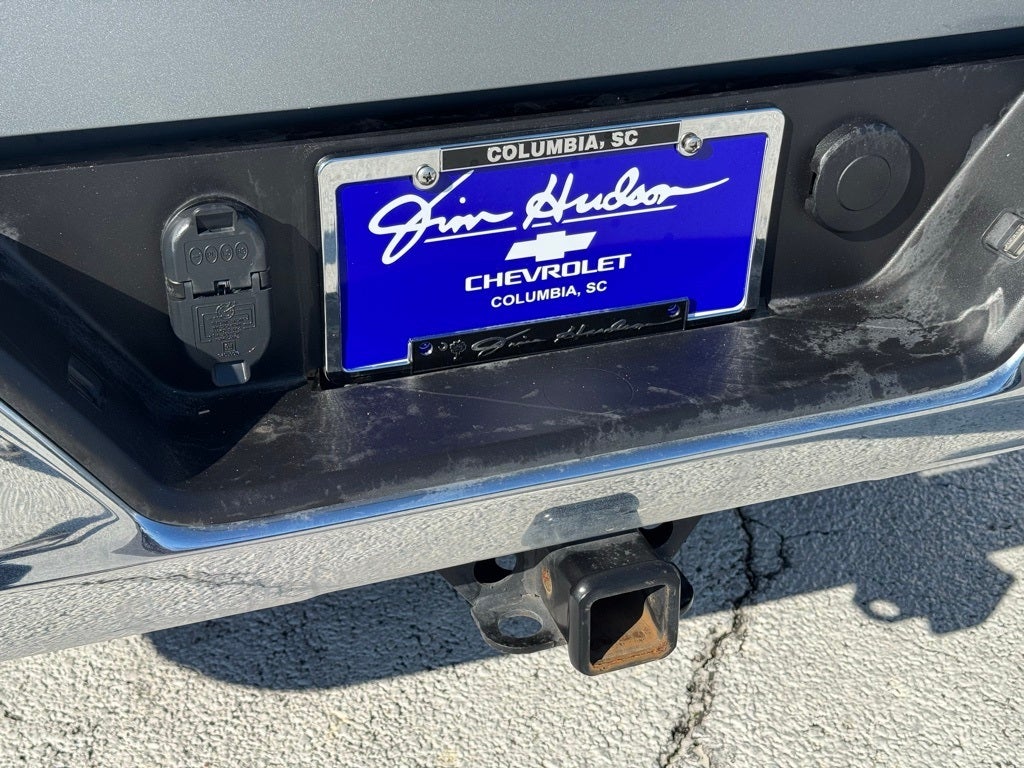 COLUMBIA, SC
Jim Hudson
CHEVROLET
COLUMBIA, SC
Jim Hudson